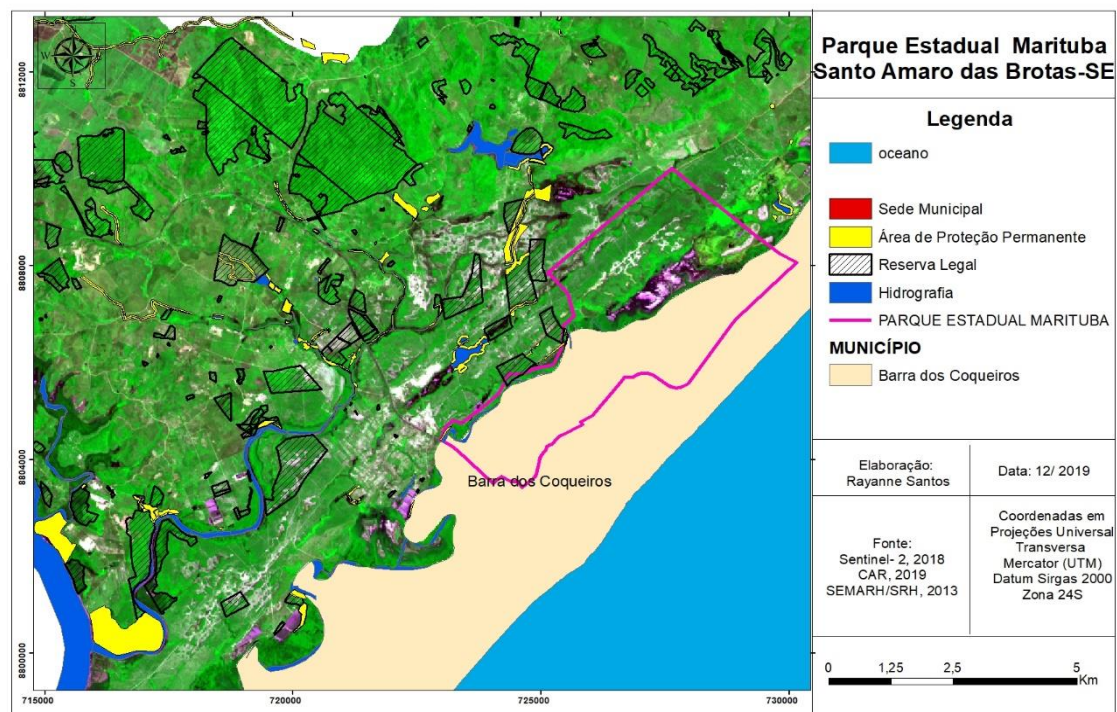 Parque Estadual Marituba
Santo Amaro das Brotas-SE
Legenda
oceano
Sede Municipal
Área de Proteção Permanente
Reserva Legal
Hidrografia
PARQUE ESTADUAL MARITUBA
MUNICÍPIO
Barra dos Coqueiros
Elaboração:
Rayanne Santos
Data: 12/ 2019
Fonte:
Sentinel- 2, 2018
CAR, 2019
SEMARH/SRH, 2013
Coordenadas em
Projeções Universal
Transversa
Mercator (UTM)
Datum Sirgas 2000
Zona 24S
0 1,25 2,5 5
Km
W
S
8812000
8808000
8804000
8800000
Barra dos Coqueiros
715000 720000 725000 730000